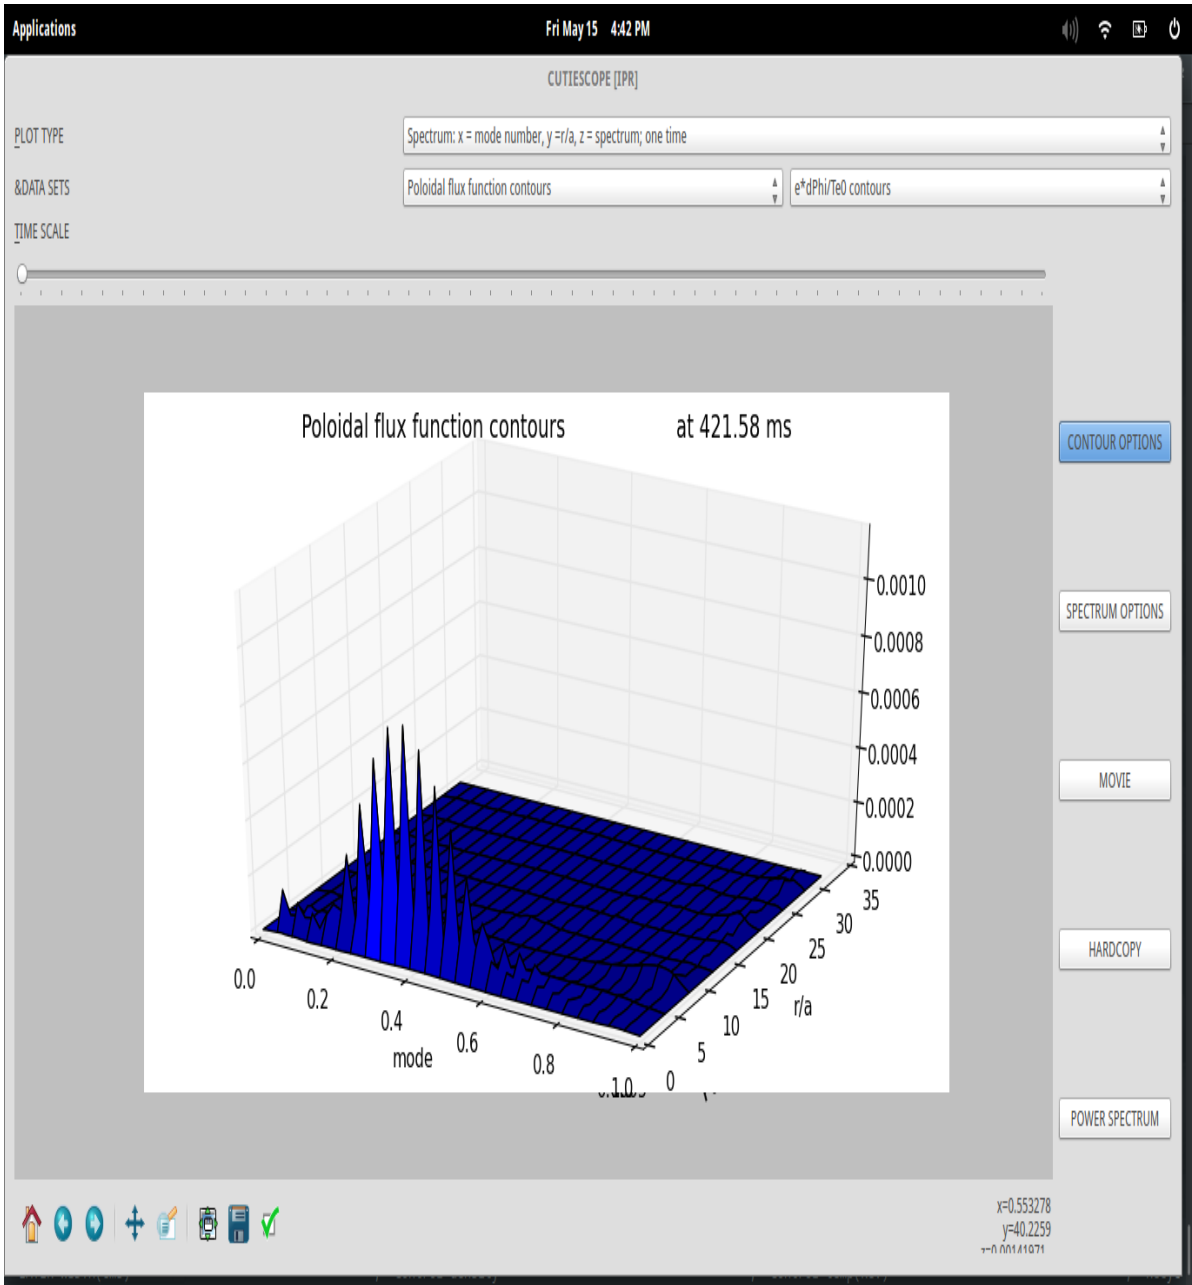 Applications Fri May 15 4:42 PM
CUTIESCOPE [IPR]
PLOT TYPE Spectrum: x = mode number, y =r/a, z = spectrum; one time
&DATA SETS Poloidal flux function contours e*dPhi/Te0 contours
TIME SCALE
Poloidal flux function contours at 421.58 ms
CONTOUR OPTIONS
SPECTRUM OPTIONS
MOVIE
HARDCOPY
POWER SPECTRUM
0.0010
0.0008
0.0006
0.0004
0.0002
0.0000
35
30
25
20
15
10
5
0
r/a
0.0
0.2
0.4
0.6
0.8
1.0
mode
x=0.553278
y=40.2259
z=0.00141971